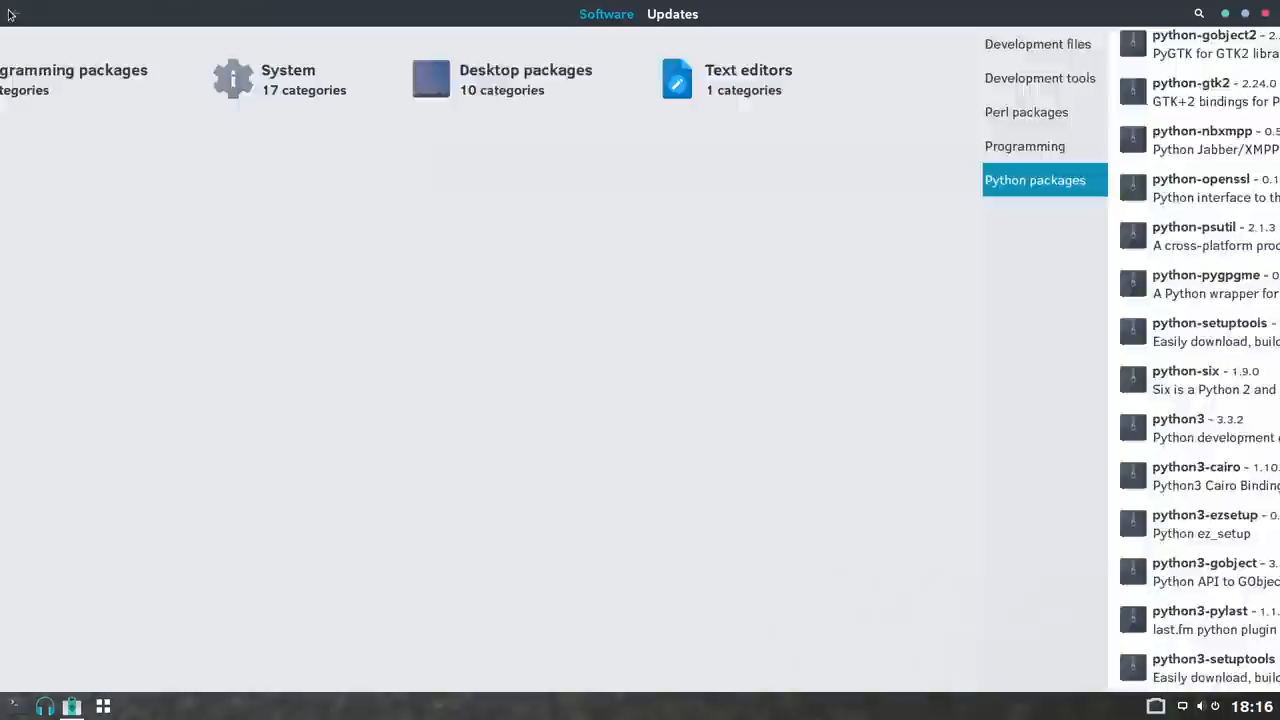 Software Updates
gramming packages
tegories
System
17 categories
Desktop packages
10 categories
Text editors
1 categories
Development files
Development tools
Perl packages
Programming
Python packages
python-gobject2 - 2.
PyGTK for GTK2 libra
python-gtk2 - 2.24.0
GTK+2 bindings for P
python-nbxmpp - 0.5
Python Jabber/XMPP
python-openssl - 0.1
Python interface to th
python-psutil - 2.1.3
A cross-platform proc
python-pygpgme - 0
A Python wrapper for
python-setuptools -
Easily download, build
python-six - 1.9.0
Six is a Python 2 and
python3 - 3.3.2
Python development
python3-cairo - 1.10.
Python3 Cairo Binding
python3-ezsetup - 0.
Python ez_setup
python3-gobject - 3.
Python API to GObjec
python3-pylast - 1.1.
last.fm python plugin
python3-setuptools
Easily download, build
18:16